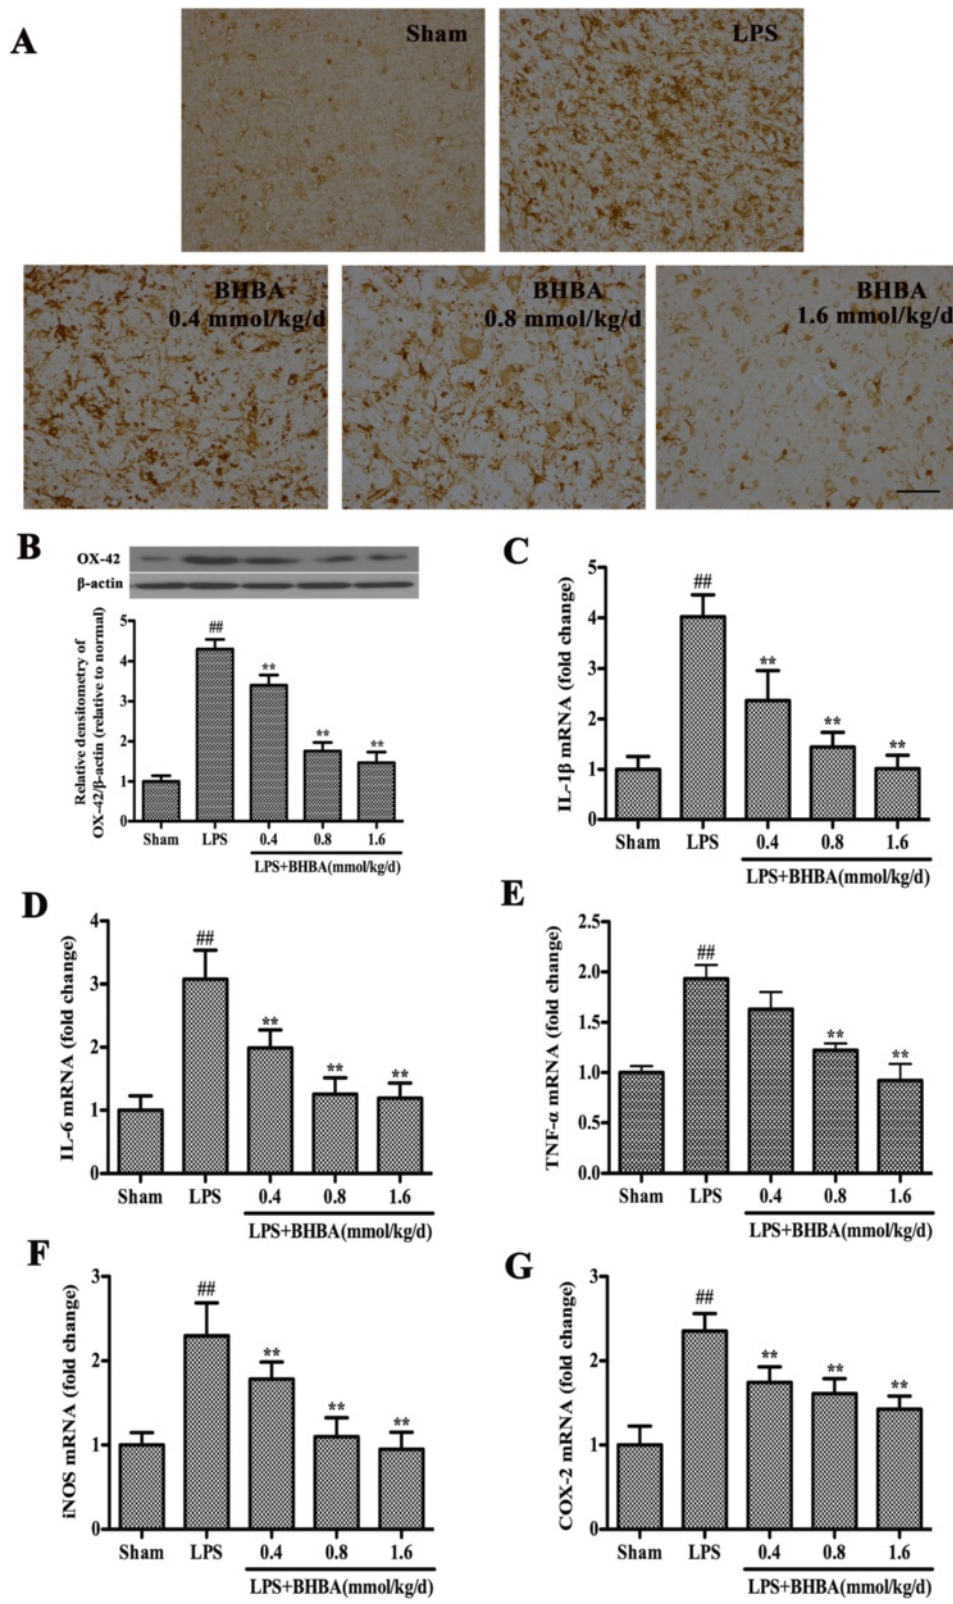 A
Sham
LPS
BHBA
0.4 mmol/kg/d
BHBA
0.8 mmol/kg/d
BHBA
1.6 mmol/kg/d
B
OX-42
β-actin
Relative densitometry of
OX-42/β-actin (relative to normal)
5
4
3
2
1
0
##
**
**
**
Sham LPS 0.4 0.8 1.6
LPS+BHBA(mmol/kg/d)
C
IL-1β mRNA (fold change)
5
4
3
2
1
0
##
**
**
**
Sham LPS 0.4 0.8 1.6
LPS+BHBA(mmol/kg/d)
D
IL-6 mRNA (fold change)
4
3
2
1
0
##
**
**
**
Sham LPS 0.4 0.8 1.6
LPS+BHBA(mmol/kg/d)
E
TNF-α mRNA (fold change)
2.5
2.0
1.5
1.0
0.5
0.0
##
**
**
Sham LPS 0.4 0.8 1.6
LPS+BHBA(mmol/kg/d)
F
iNOS mRNA (fold change)
3
2
1
0
##
**
**
**
Sham LPS 0.4 0.8 1.6
LPS+BHBA(mmol/kg/d)
G
COX-2 mRNA (fold change)
3
2
1
0
##
**
**
**
Sham LPS 0.4 0.8 1.6
LPS+BHBA(mmol/kg/d)